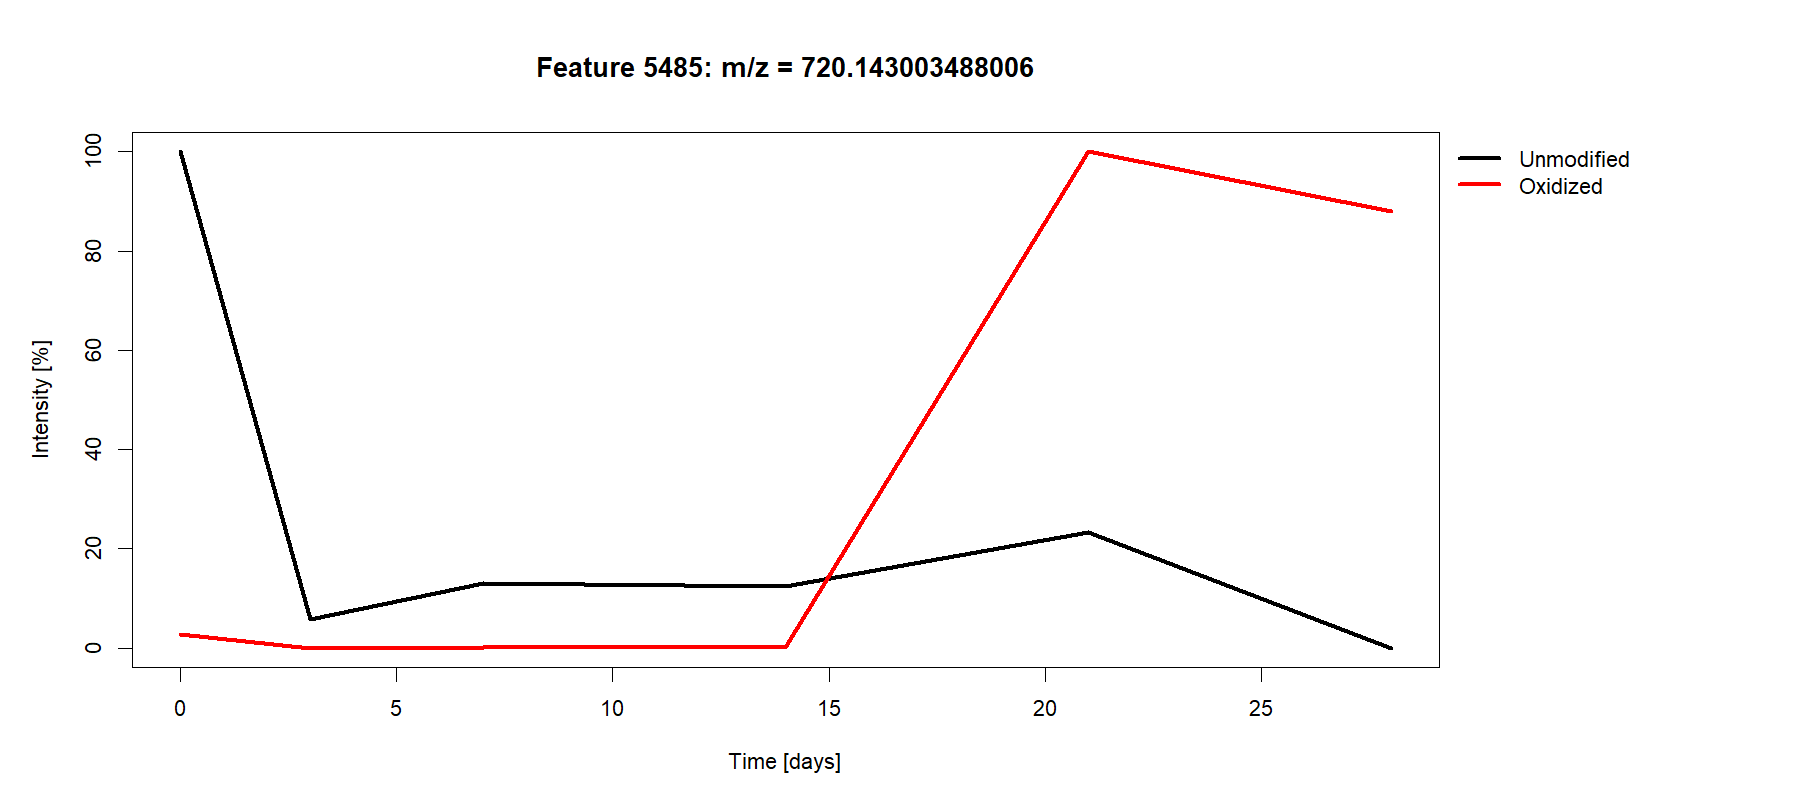 Feature 5485: m/z = 720.143003488006
Unmodified
Oxidized
Intensity [%]
100
80
60
40
20
0
0 5 10 15 20 25
Time [days]